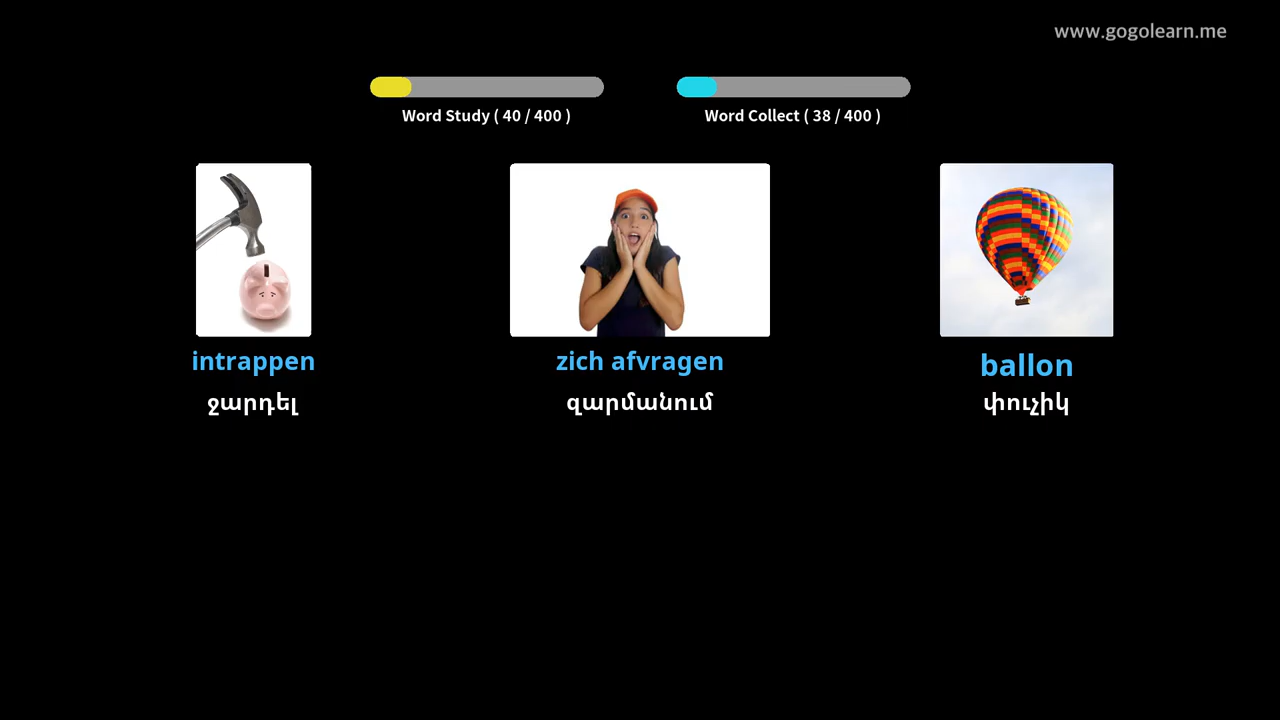 www.gogolearn.me
Word Study ( 40 / 400 )
Word Collect ( 38 / 400 )
intrappen
ջարդել
zich afvragen
զարմանում
ballon
փուչիկ